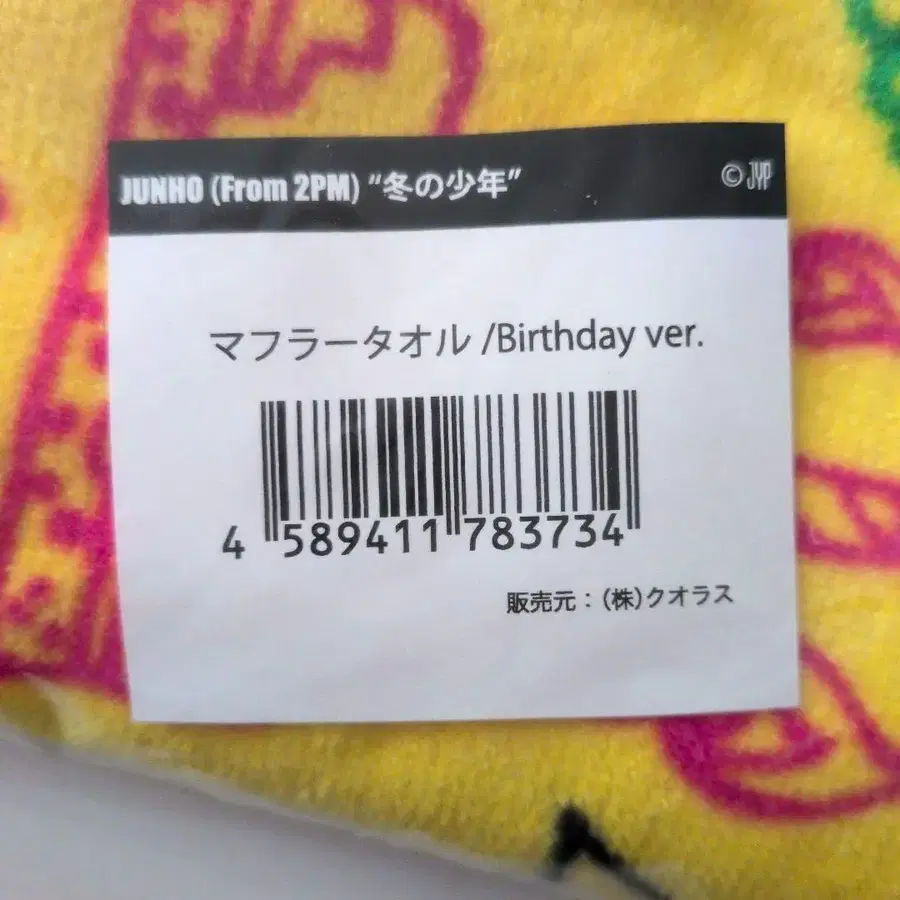 JUNHO (From 2PM) “冬の少年” ©JYP
マフラータオル /Birthday ver.
4 589411 783734
販売元：(株)クオラス